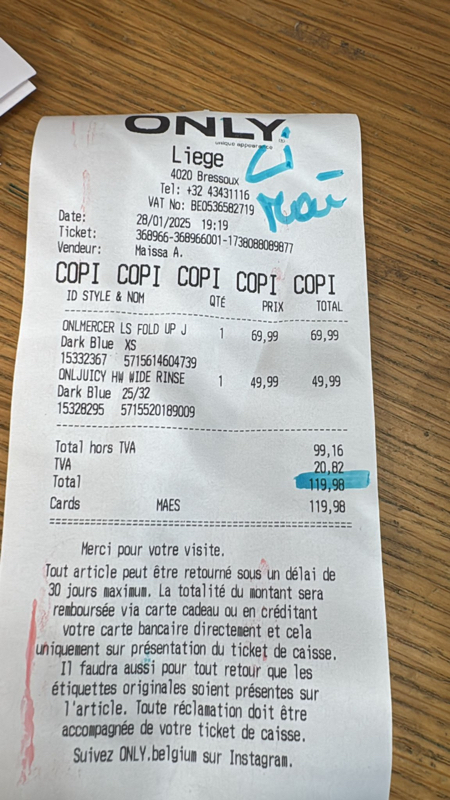 ONLY
unique appearance
Liege
4020 Bressoux
Tel: +32 43431116
VAT No: BE0536582719
Date: 28/01/2025 19:19
Ticket: 368966-368966001-1738088089877
Vendeur: Maissa A.
COPI COPI COPI COPI COPI
ID STYLE & NOM QTÉ PRIX TOTAL
ONLMERCER LS FOLD UP J 1 69,99 69,99
Dark Blue XS
15332367 5715614604739
ONLJUICY HW WIDE RINSE 1 49,99 49,99
Dark Blue 25/32
15328295 5715520189009
Total hors TVA 99,16
TVA 20,82
Total 119,98
Cards MAES 119,98
Merci pour votre visite.
Tout article peut être retourné sous un délai de
30 jours maximum. La totalité du montant sera
remboursée via carte cadeau ou en créditant
votre carte bancaire directement et cela
uniquement sur présentation du ticket de caisse.
Il faudra aussi pour tout retour que les
étiquettes originales soient présentes sur
l'article. Toute réclamation doit être
accompagnée de votre ticket de caisse.
Suivez ONLY.belgium sur Instagram.